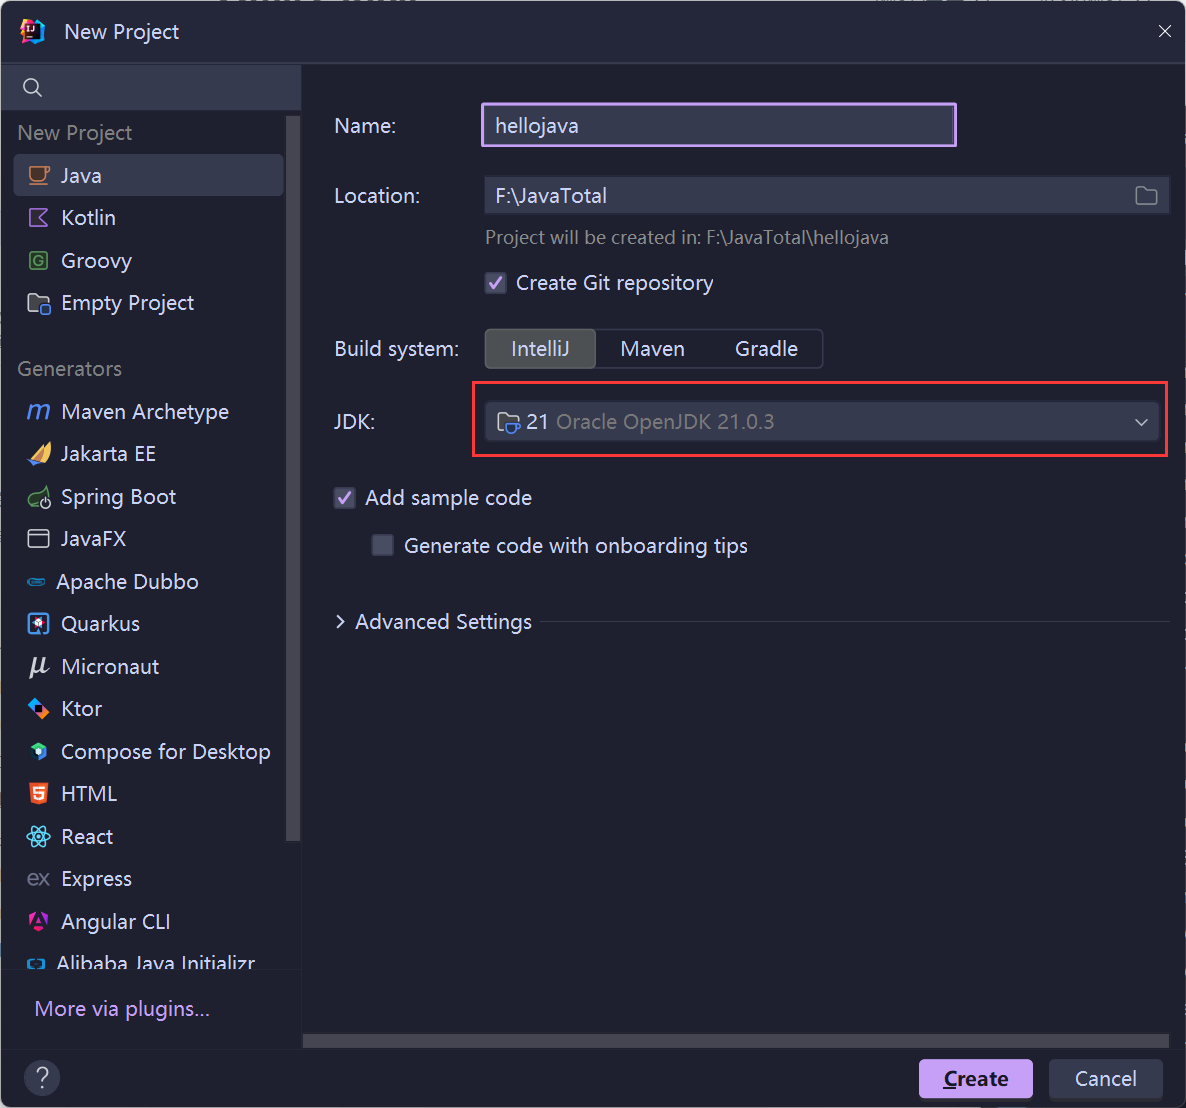 New Project
New Project
Java
Kotlin
Groovy
Empty Project
Generators
Maven Archetype
Jakarta EE
Spring Boot
JavaFX
Apache Dubbo
Quarkus
Micronaut
Ktor
Compose for Desktop
HTML
React
Express
Angular CLI
Alibaba Java Initializr
More via plugins...
Name: hellojava
Location: F:\JavaTotal
Project will be created in: F:\JavaTotal\hellojava
Create Git repository
Build system: IntelliJ Maven Gradle
JDK: 21 Oracle OpenJDK 21.0.3
Add sample code
Generate code with onboarding tips
Advanced Settings
? Create Cancel